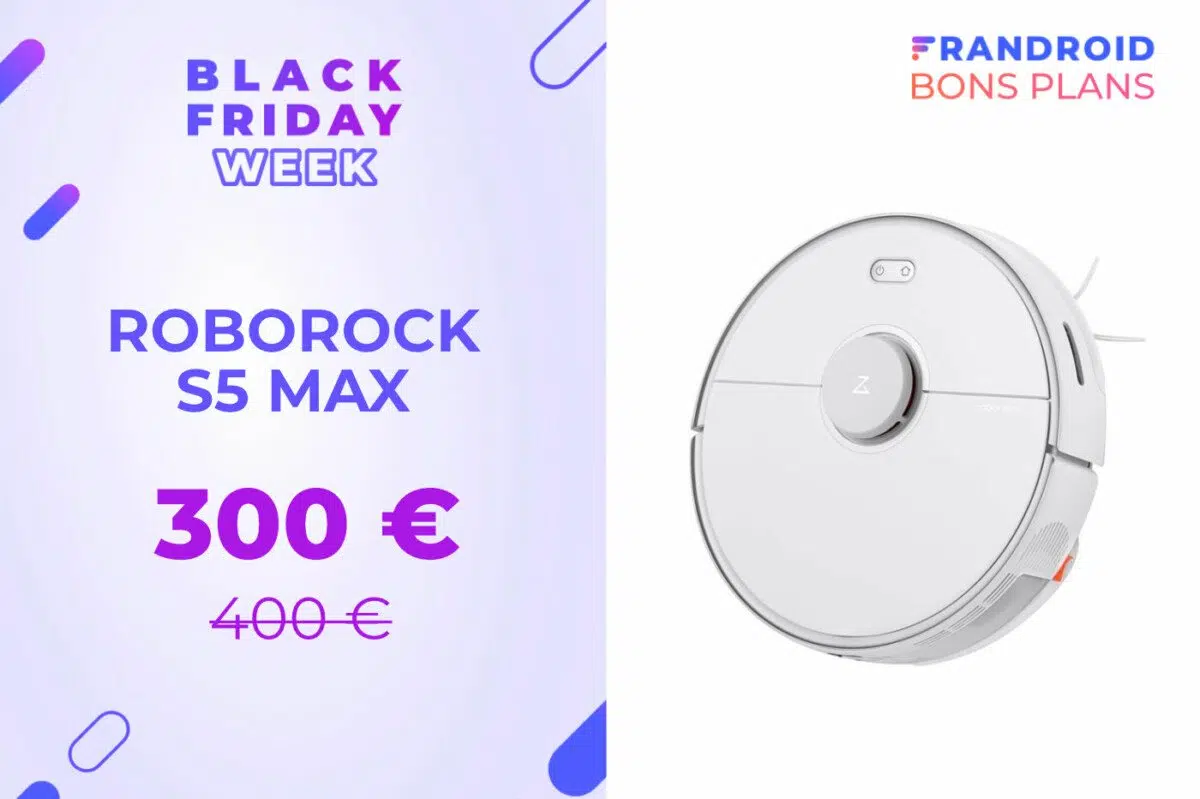 BLACK
FRIDAY
WEEK
ROBOROCK
S5 MAX
300 €
400 €
FRANDROID
BONS PLANS